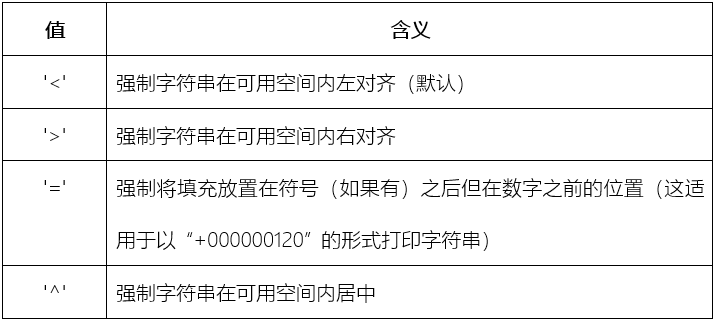 值 含义
'<' 强制字符串在可用空间内左对齐（默认）
'>' 强制字符串在可用空间内右对齐
'=' 强制将填充放置在符号（如果有）之后但在数字之前的位置（这适
用于以“+000000120”的形式打印字符串）
'^' 强制字符串在可用空间内居中